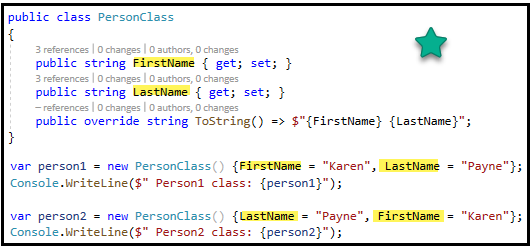 public class PersonClass
{
3 references | 0 changes | 0 authors, 0 changes
public string FirstName { get; set; }
3 references | 0 changes | 0 authors, 0 changes
public string LastName { get; set; }
– references | 0 changes | 0 authors, 0 changes
public override string ToString() => $"{FirstName} {LastName}";
}
var person1 = new PersonClass() {FirstName = "Karen", LastName = "Payne"};
Console.WriteLine($" Person1 class: {person1}");
var person2 = new PersonClass() {LastName = "Payne", FirstName = "Karen"};
Console.WriteLine($" Person2 class: {person2}");